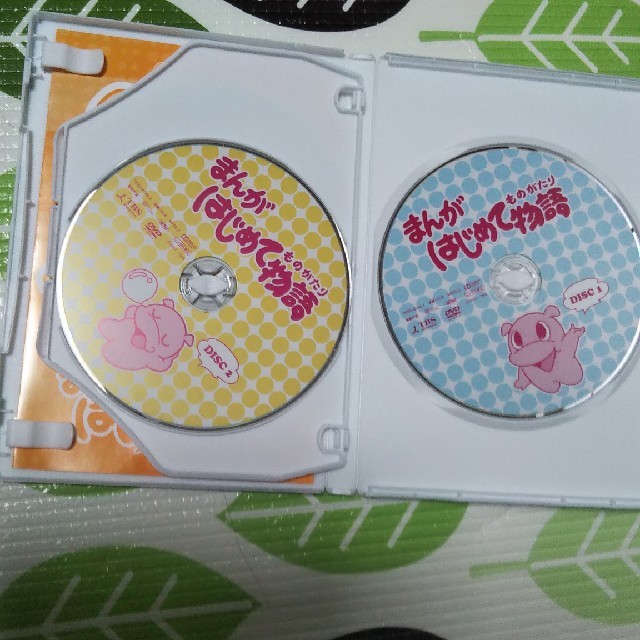 まんが
はじめて物語
ものがたり
DISC 2
まんが
はじめて物語
ものがたり
DISC 1